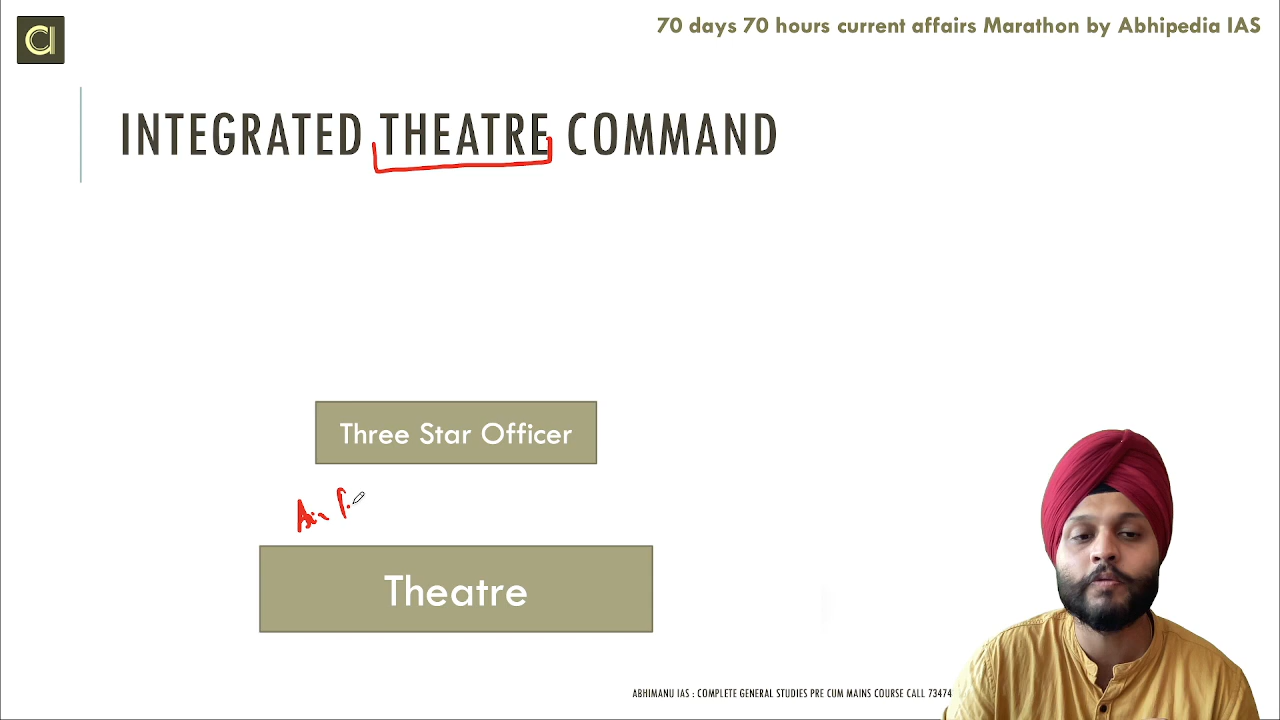 70 days 70 hours current affairs Marathon by Abhipedia IAS
INTEGRATED THEATRE COMMAND
Three Star Officer
Air F
Theatre
ABHIMANU IAS : COMPLETE GENERAL STUDIES PRE CUM MAINS COURSE CALL 73474